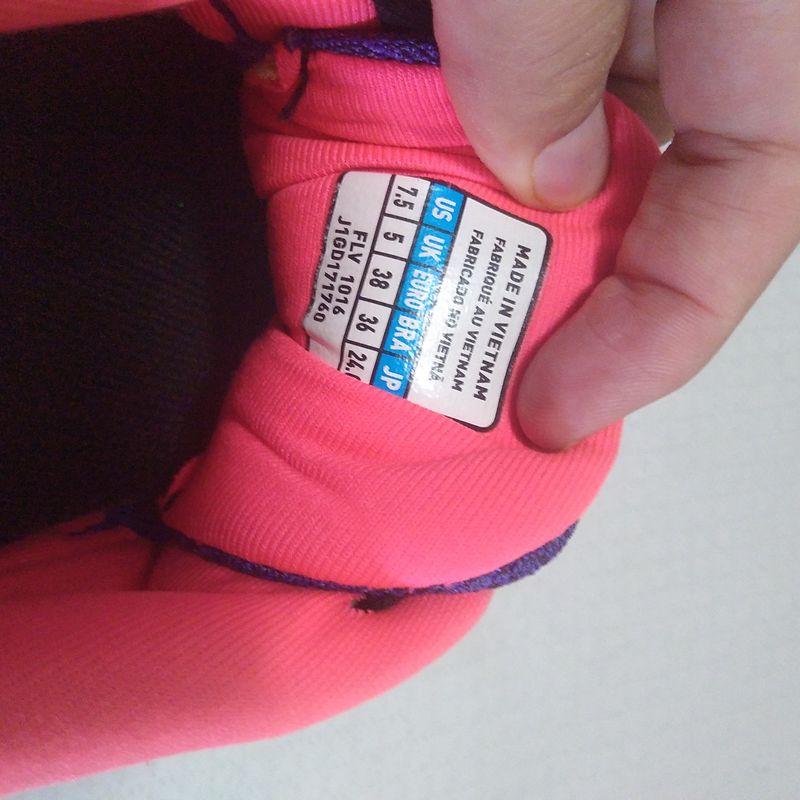 MADE IN VIETNAM
FABRIQUÉ AU VIETNAM
FABRICADO NO VIETNÃ
US UK EURO BRA JP
7.5 5 38 36
FLV 1016
J1GD171760